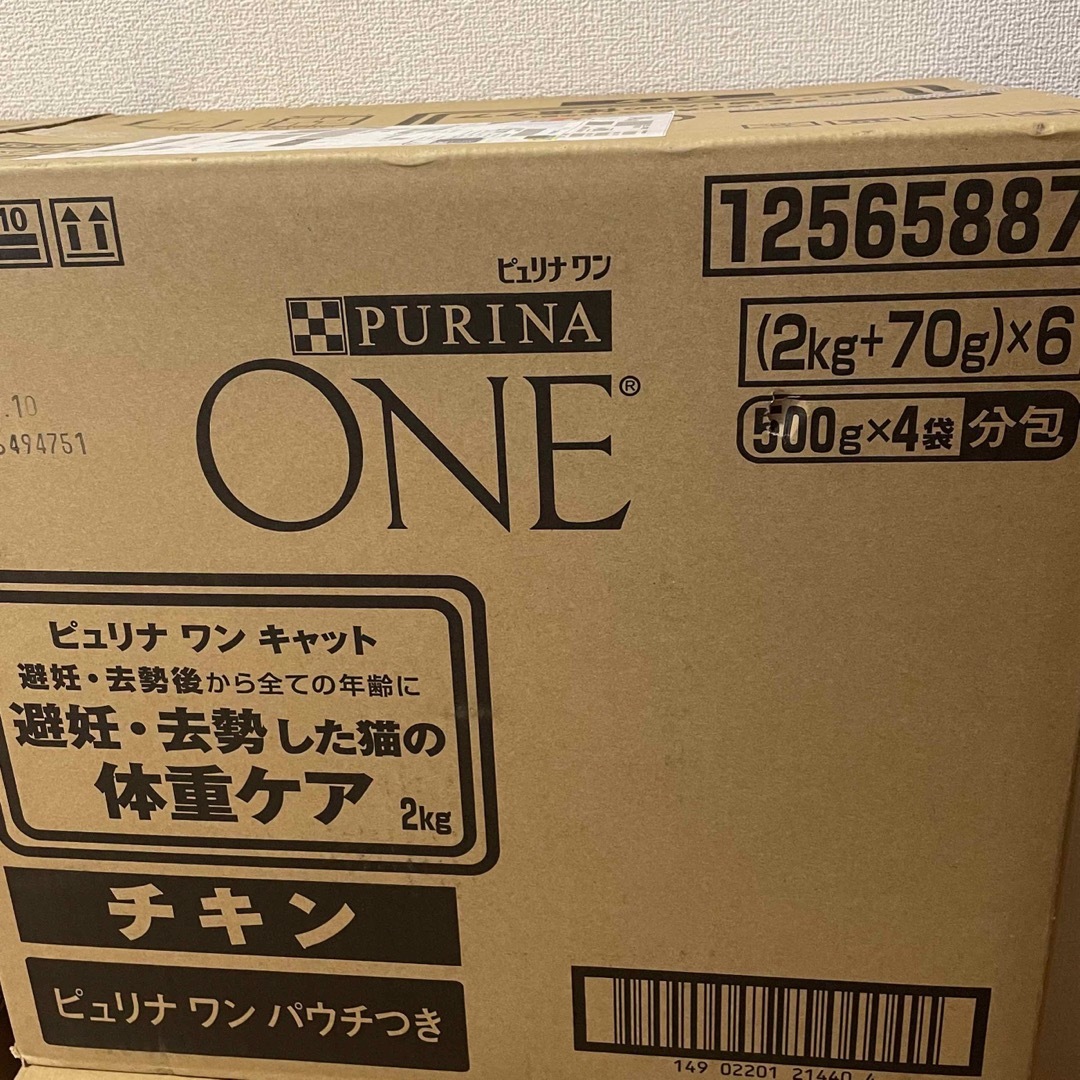 10
12565887
ピュリナ ワン
PURINA
ONE®
(2kg+70g)×6
500g×4袋 分包
.10
6494751
ピュリナ ワン キャット
避妊・去勢後から全ての年齢に
避妊・去勢した猫の
体重ケア 2kg
チキン
ピュリナ ワン パウチつき
149 02201 21440 4